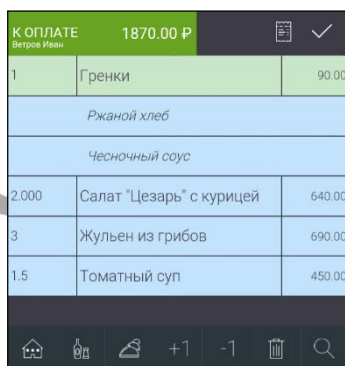 К ОПЛАТЕ 1870.00 ₽
Ветров Иван
1 Гренки 90.00
Ржаной хлеб
Чесночный соус
2.000 Салат "Цезарь" с курицей 640.00
3 Жульен из грибов 690.00
1.5 Томатный суп 450.00
+1 -1